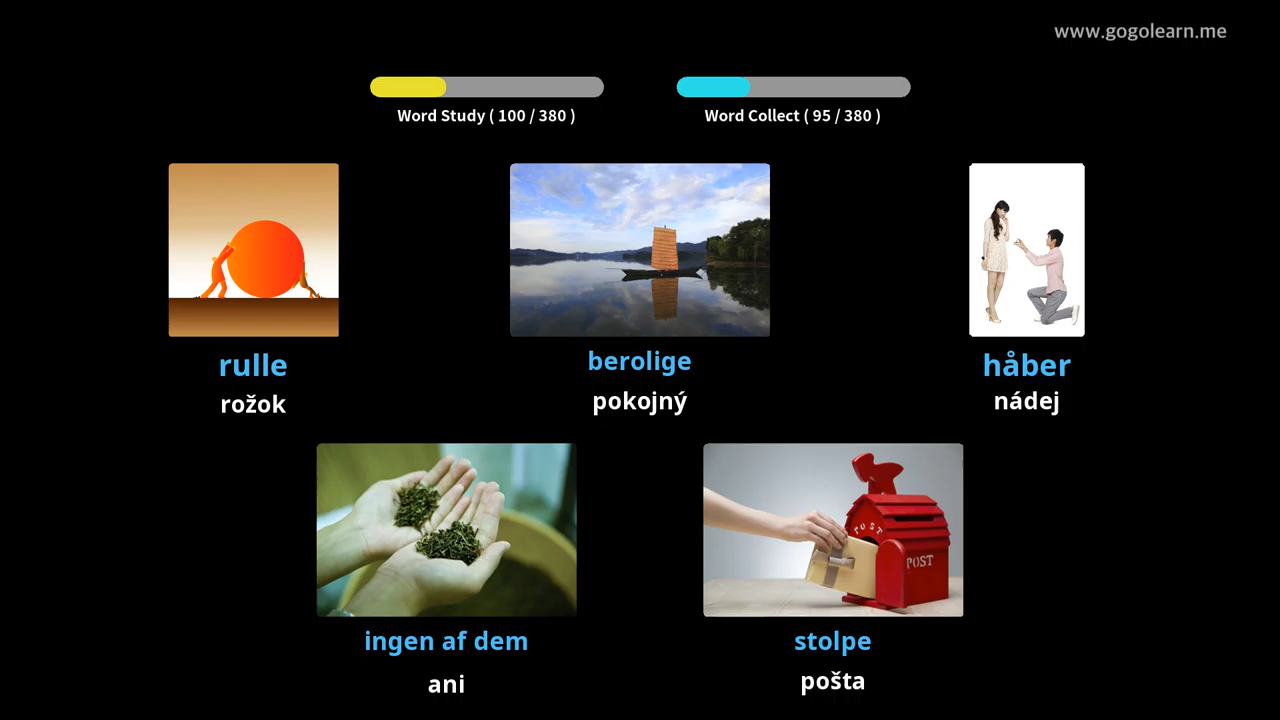 www.gogolearn.me
Word Study ( 100 / 380 )
Word Collect ( 95 / 380 )
rulle
rožok
berolige
pokojný
håber
nádej
POST
POST
ingen af dem
ani
stolpe
pošta